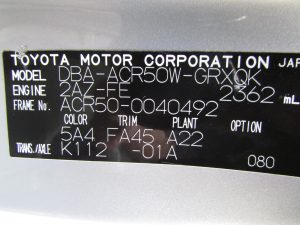 TOYOTA MOTOR CORPORATION JAP
MODEL DBA-ACR50W-GRXQK
ENGINE 2AZ-FE 2362 mL
FRAME NO. ACR50-0040492
COLOR TRIM PLANT OPTION
5A4 FA45 A22
TRANS./AXLE K112 -01A 080